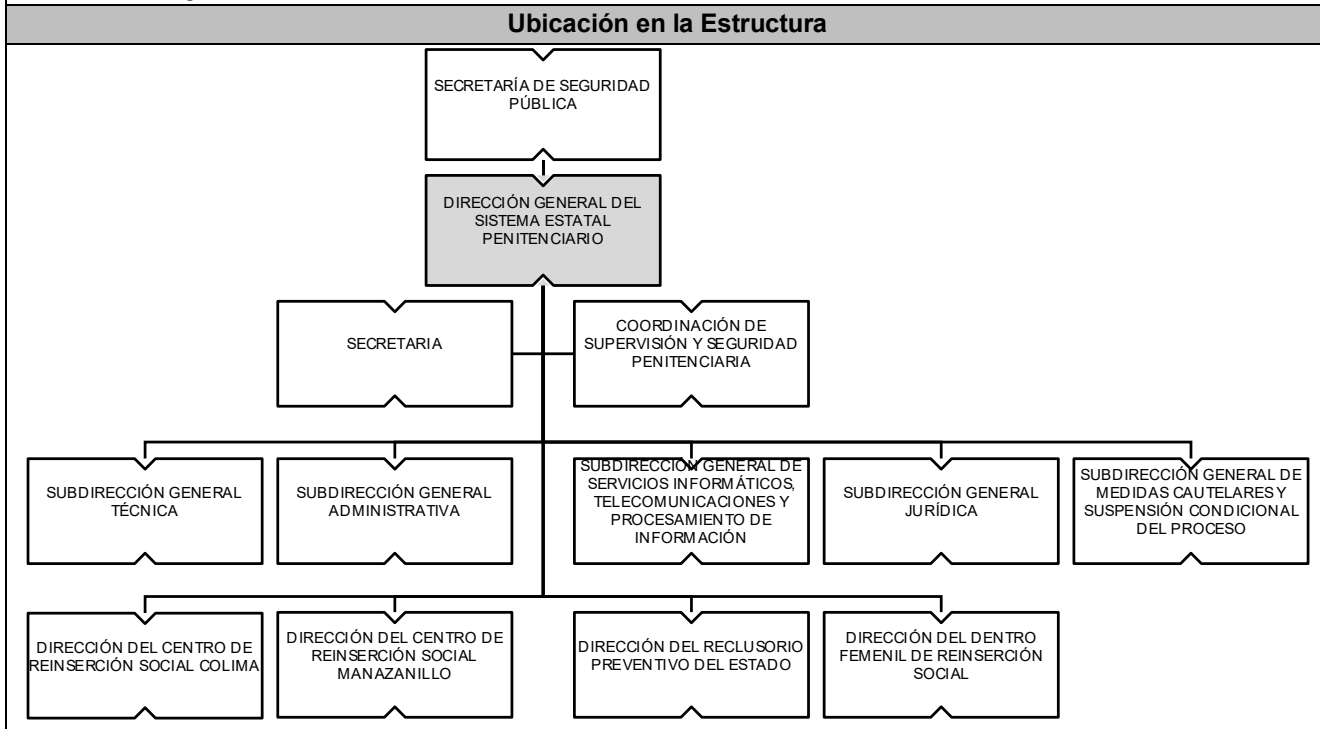 Ubicación en la Estructura
SECRETARÍA DE SEGURIDAD
PÚBLICA
DIRECCIÓN GENERAL DEL
SISTEMA ESTATAL
PENITENCIARIO
SECRETARIA
COORDINACIÓN DE
SUPERVISIÓN Y SEGURIDAD
PENITENCIARIA
SUBDIRECCIÓN GENERAL
TÉCNICA
SUBDIRECCIÓN GENERAL
ADMINISTRATIVA
SUBDIRECCIÓN GENERAL DE
SERVICIOS INFORMÁTICOS,
TELECOMUNICACIONES Y
PROCESAMIENTO DE
INFORMACIÓN
SUBDIRECCIÓN GENERAL
JURÍDICA
SUBDIRECCIÓN GENERAL DE
MEDIDAS CAUTELARES Y
SUSPENSIÓN CONDICIONAL
DEL PROCESO
DIRECCIÓN DEL CENTRO DE
REINSERCIÓN SOCIAL COLIMA
DIRECCIÓN DEL CENTRO DE
REINSERCIÓN SOCIAL
MANAZANILLO
DIRECCIÓN DEL RECLUSORIO
PREVENTIVO DEL ESTADO
DIRECCIÓN DEL DENTRO
FEMENIL DE REINSERCIÓN
SOCIAL